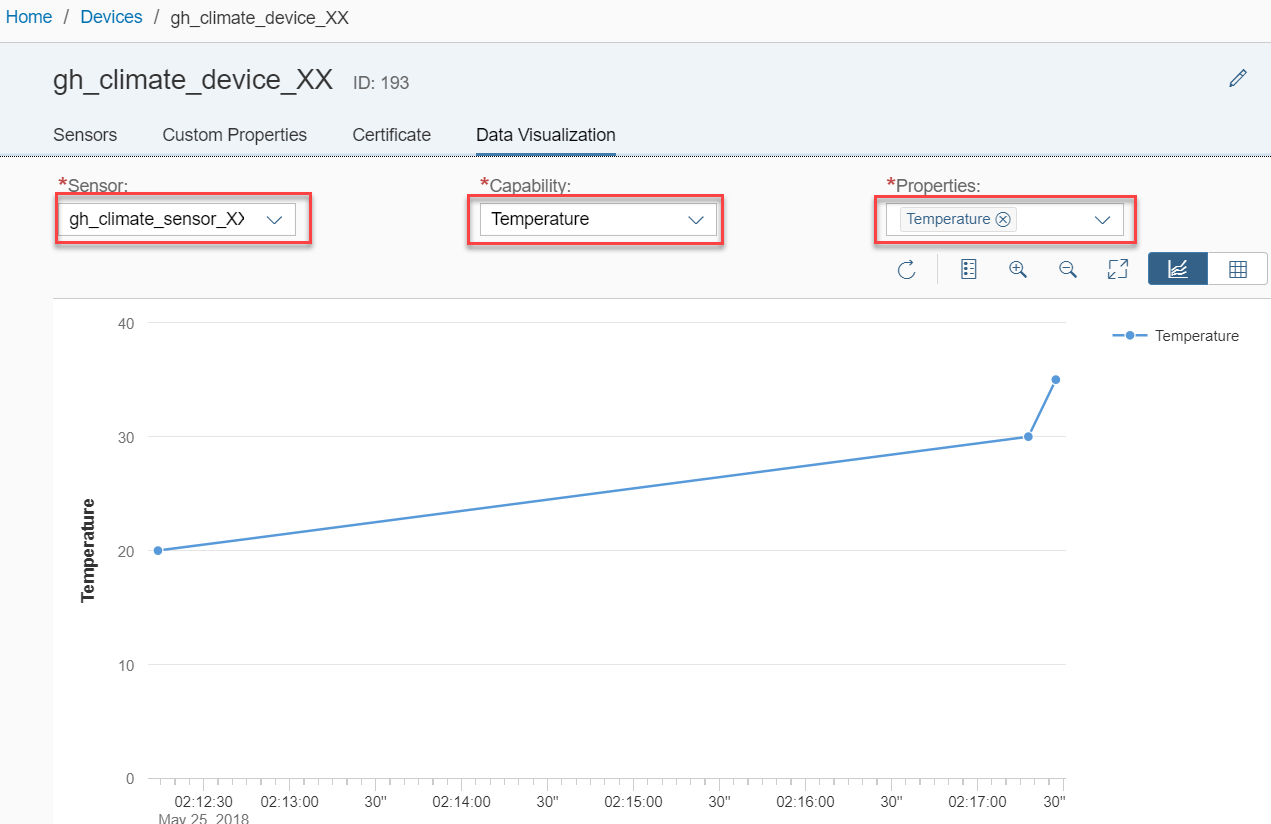 Home / Devices / gh_climate_device_XX
gh_climate_device_XX ID: 193
Sensors Custom Properties Certificate Data Visualization
*Sensor: *Capability: *Properties:
gh_climate_sensor_XX Temperature Temperature
40
Temperature
30
20
Temperature
10
0
02:12:30 02:13:00 30" 02:14:00 30" 02:15:00 30" 02:16:00 30" 02:17:00 30"
May 25, 2018